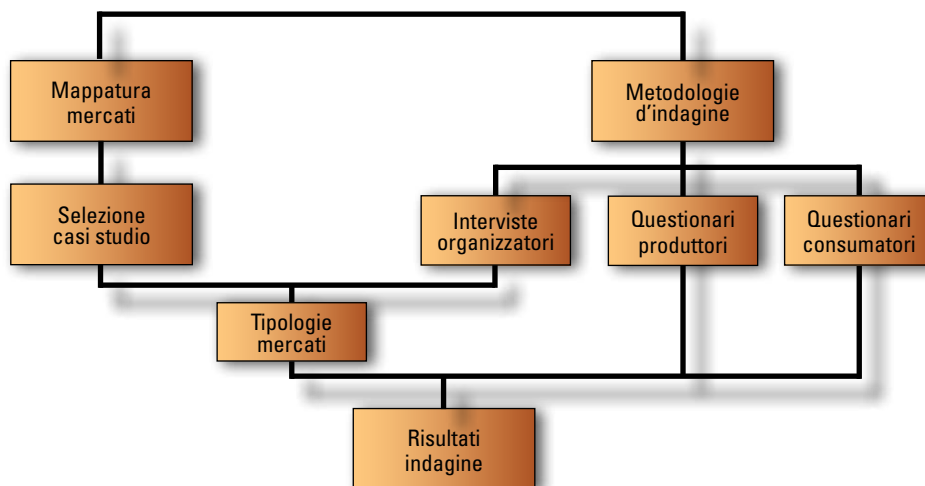 Mappatura
mercati
Metodologie
d'indagine
Selezione
casi studio
Interviste
organizzatori
Questionari
produttori
Questionari
consumatori
Tipologie
mercati
Risultati
indagine